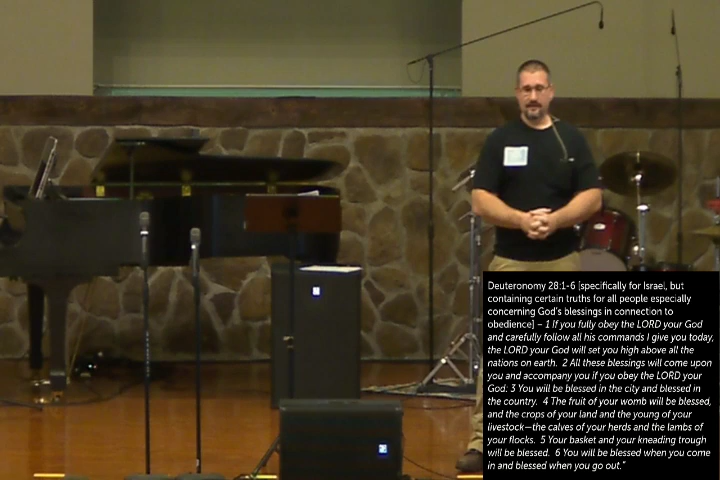 Deuteronomy 28:1-6 [specifically for Israel, but
containing certain truths for all people especially
concerning God's blessings in connection to
obedience] – 1 If you fully obey the LORD your God
and carefully follow all his commands I give you today,
the LORD your God will set you high above all the
nations on earth.  2 All these blessings will come upon
you and accompany you if you obey the LORD your
God: 3 You will be blessed in the city and blessed in
the country.  4 The fruit of your womb will be blessed,
and the crops of your land and the young of your
livestock—the calves of your herds and the lambs of
your flocks.  5 Your basket and your kneading trough
will be blessed.  6 You will be blessed when you come
in and blessed when you go out."